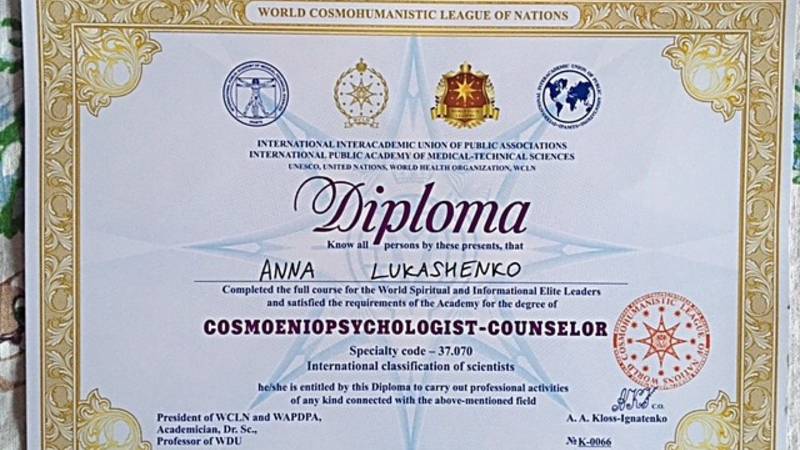 WORLD COSMOHUMANISTIC LEAGUE OF NATIONS
INTERNATIONAL INTERACADEMIC UNION OF PUBLIC ASSOCIATIONS
INTERNATIONAL PUBLIC ACADEMY OF MEDICAL-TECHNICAL SCIENCES
UNESCO, UNITED NATIONS, WORLD HEALTH ORGANIZATION, WCLN
Diploma
Know all persons by these presents, that
ANNA LUKASHENKO
Completed the full course for the World Spiritual and Informational Elite Leaders
and satisfied the requirements of the Academy for the degree of
COSMOENIOPSYCHOLOGIST-COUNSELOR
Specialty code – 37.070
International classification of scientists
he/she is entitled by this Diploma to carry out professional activities
of any kind connected with the above-mentioned field
WORLD COSMOHUMANISTIC LEAGUE OF NATIONS
President of WCLN and WAPDPA,
Academician, Dr. Sc.,
Professor of WDU
C.O.
A. A. Kloss-Ignatenko
№ K-0066